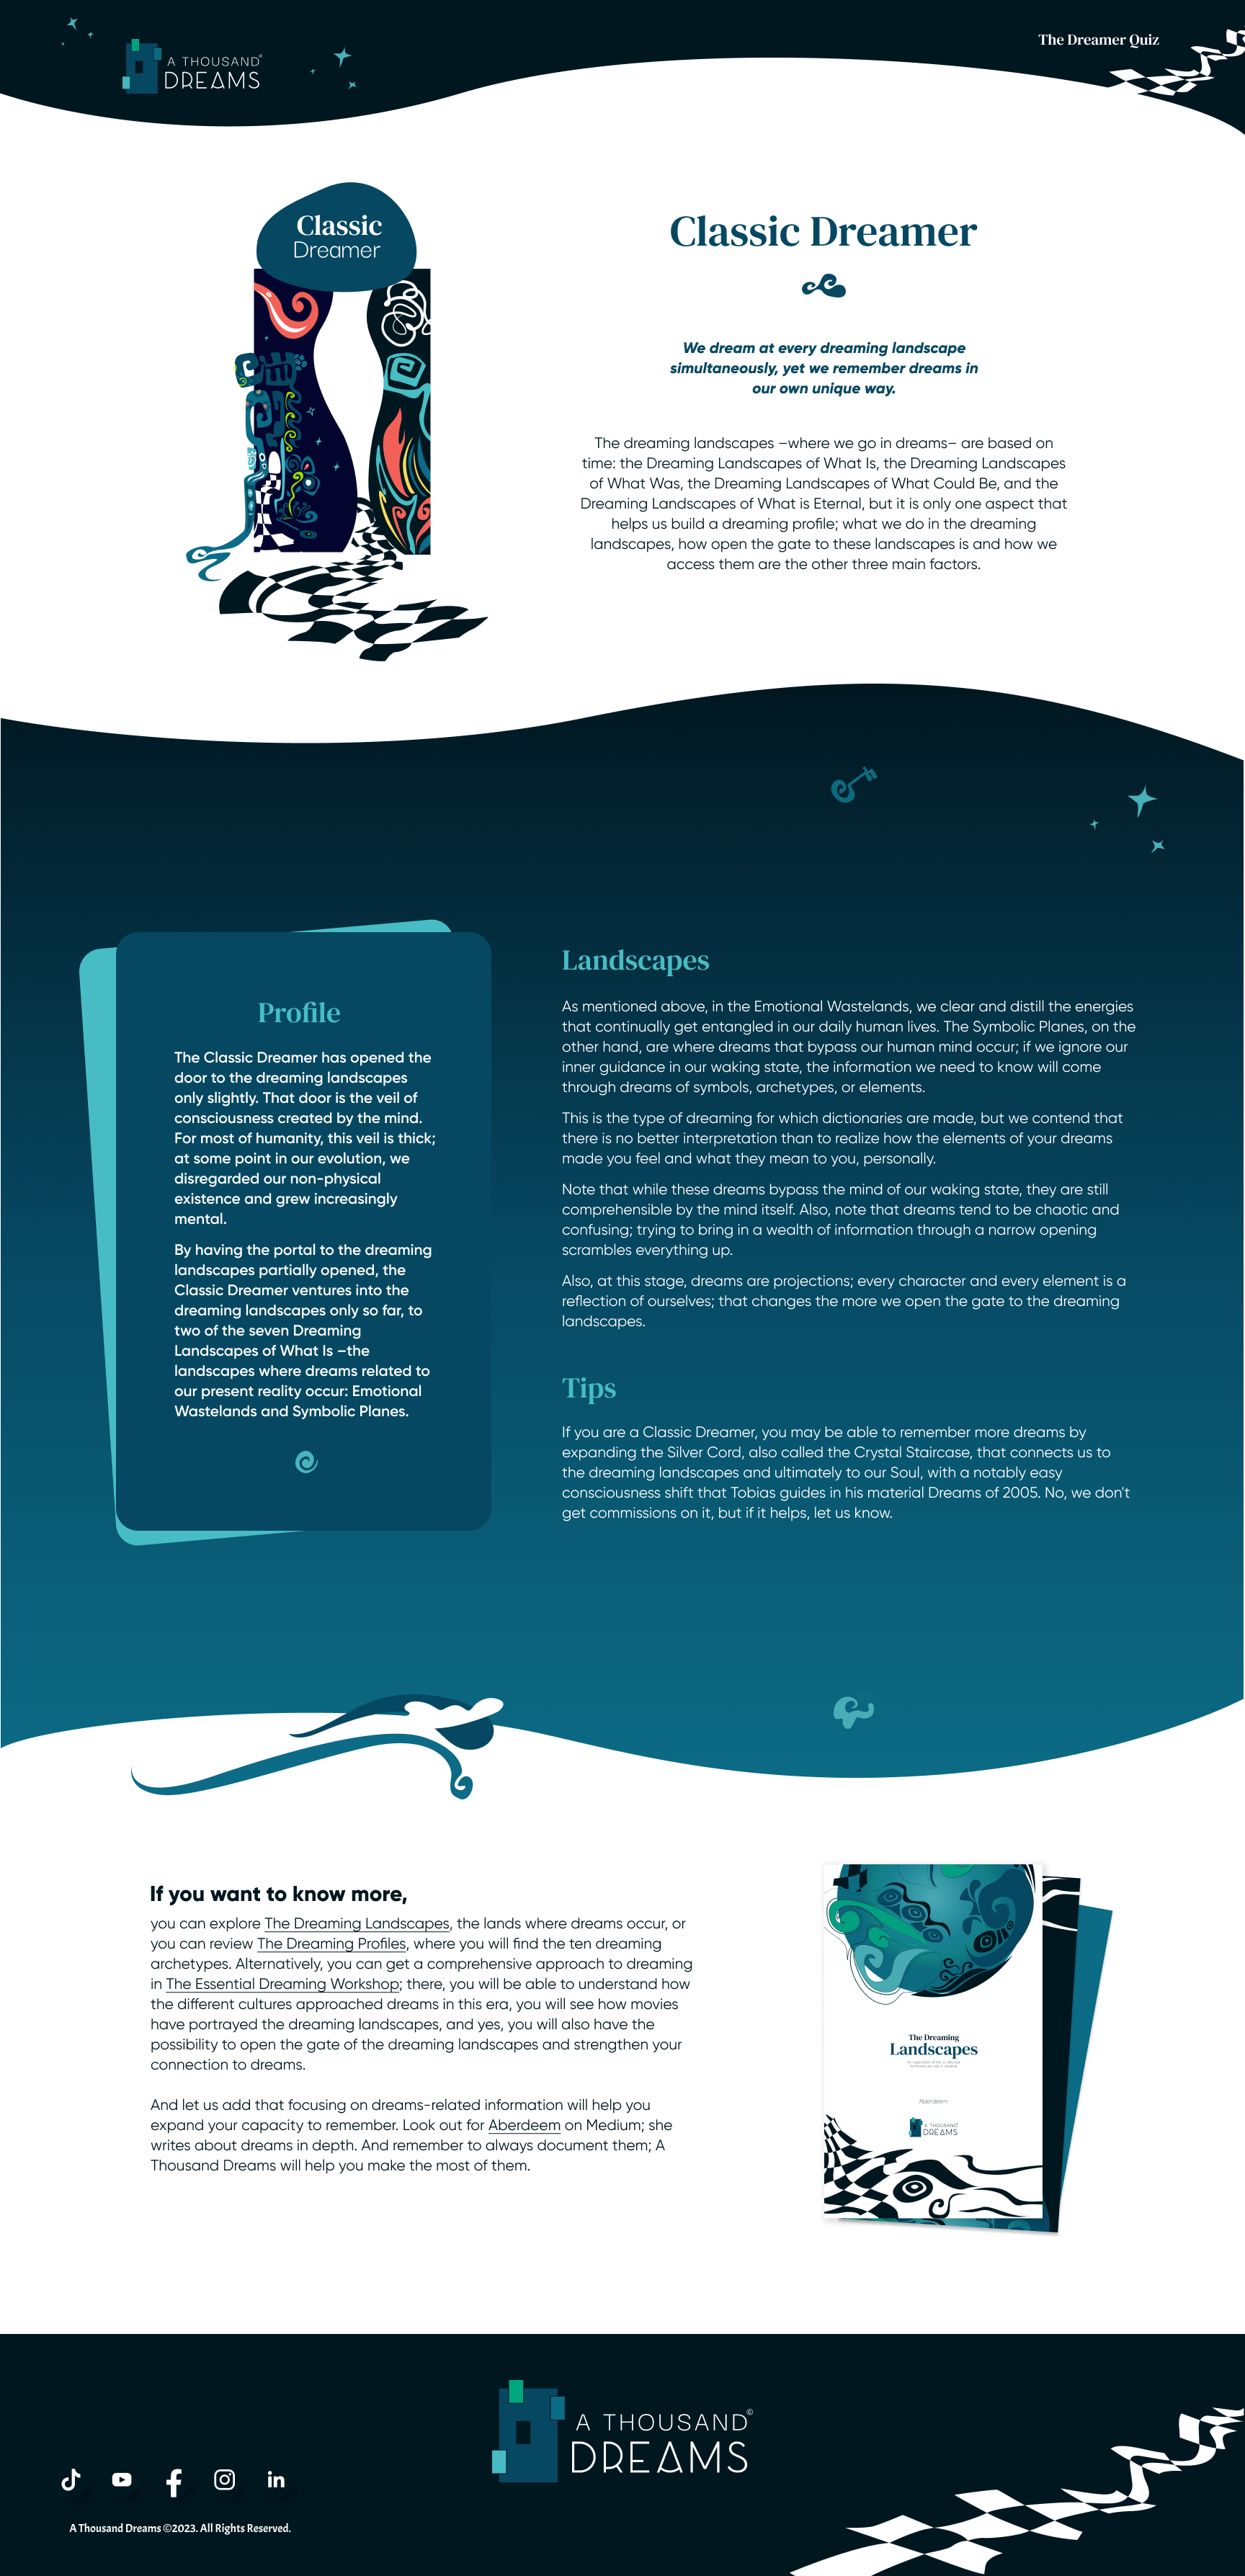 A THOUSAND
DREAMS
The Dreamer Quiz
Classic
Dreamer
Classic Dreamer
We dream at every dreaming landscape
simultaneously, yet we remember dreams in
our own unique way.
The dreaming landscapes –where we go in dreams– are based on
time: the Dreaming Landscapes of What Is, the Dreaming Landscapes
of What Was, the Dreaming Landscapes of What Could Be, and the
Dreaming Landscapes of What is Eternal, but it is only one aspect that
helps us build a dreaming profile; what we do in the dreaming
landscapes, how open the gate to these landscapes is and how we
access them are the other three main factors.
Profile
The Classic Dreamer has opened the
door to the dreaming landscapes
only slightly. That door is the veil of
consciousness created by the mind.
For most of humanity, this veil is thick;
at some point in our evolution, we
disregarded our non-physical
existence and grew increasingly
mental.
By having the portal to the dreaming
landscapes partially opened, the
Classic Dreamer ventures into the
dreaming landscapes only so far, to
two of the seven Dreaming
Landscapes of What Is –the
landscapes where dreams related to
our present reality occur: Emotional
Wastelands and Symbolic Planes.
Landscapes
As mentioned above, in the Emotional Wastelands, we clear and distill the energies
that continually get entangled in our daily human lives. The Symbolic Planes, on the
other hand, are where dreams that bypass our human mind occur; if we ignore our
inner guidance in our waking state, the information we need to know will come
through dreams of symbols, archetypes, or elements.
This is the type of dreaming for which dictionaries are made, but we contend that
there is no better interpretation than to realize how the elements of your dreams
made you feel and what they mean to you, personally.
Note that while these dreams bypass the mind of our waking state, they are still
comprehensible by the mind itself. Also, note that dreams tend to be chaotic and
confusing; trying to bring in a wealth of information through a narrow opening
scrambles everything up.
Also, at this stage, dreams are projections; every character and every element is a
reflection of ourselves; that changes the more we open the gate to the dreaming
landscapes.
Tips
If you are a Classic Dreamer, you may be able to remember more dreams by
expanding the Silver Cord, also called the Crystal Staircase, that connects us to
the dreaming landscapes and ultimately to our Soul, with a notably easy
consciousness shift that Tobias guides in his material Dreams of 2005. No, we don't
get commissions on it, but if it helps, let us know.
If you want to know more,
you can explore The Dreaming Landscapes, the lands where dreams occur, or
you can review The Dreaming Profiles, where you will find the ten dreaming
archetypes. Alternatively, you can get a comprehensive approach to dreaming
in The Essential Dreaming Workshop; there, you will be able to understand how
the different cultures approached dreams in this era, you will see how movies
have portrayed the dreaming landscapes, and yes, you will also have the
possibility to open the gate of the dreaming landscapes and strengthen your
connection to dreams.
And let us add that focusing on dreams-related information will help you
expand your capacity to remember. Look out for Aberdeem on Medium; she
writes about dreams in depth. And remember to always document them; A
Thousand Dreams will help you make the most of them.
The Dreaming
Landscapes
Aberdeem
A THOUSAND
DREAMS
A THOUSAND©
DREAMS
A Thousand Dreams ©2023. All Rights Reserved.